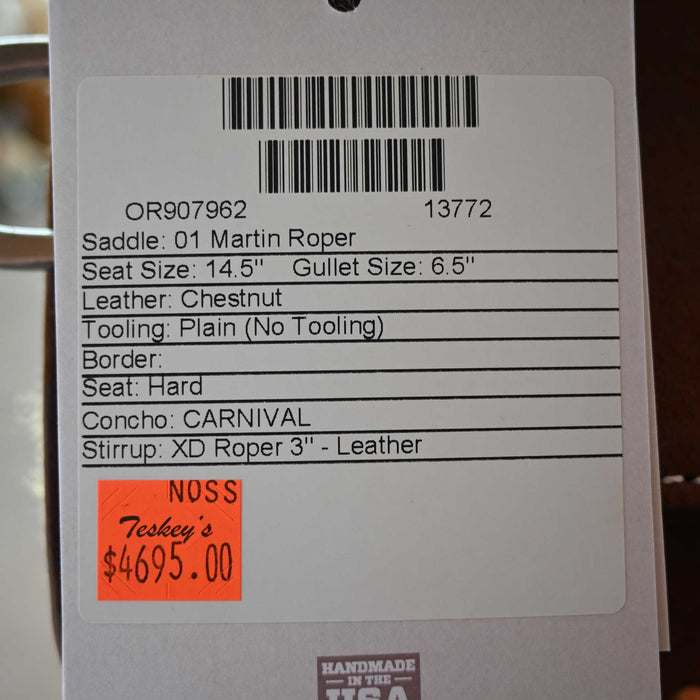 OR907962 13772
Saddle: 01 Martin Roper
Seat Size: 14.5" Gullet Size: 6.5"
Leather: Chestnut
Tooling: Plain (No Tooling)
Border:
Seat: Hard
Concho: CARNIVAL
Stirrup: XD Roper 3" - Leather
NOSS
Teskey's
$4695.00
HANDMADE
IN THE
USA